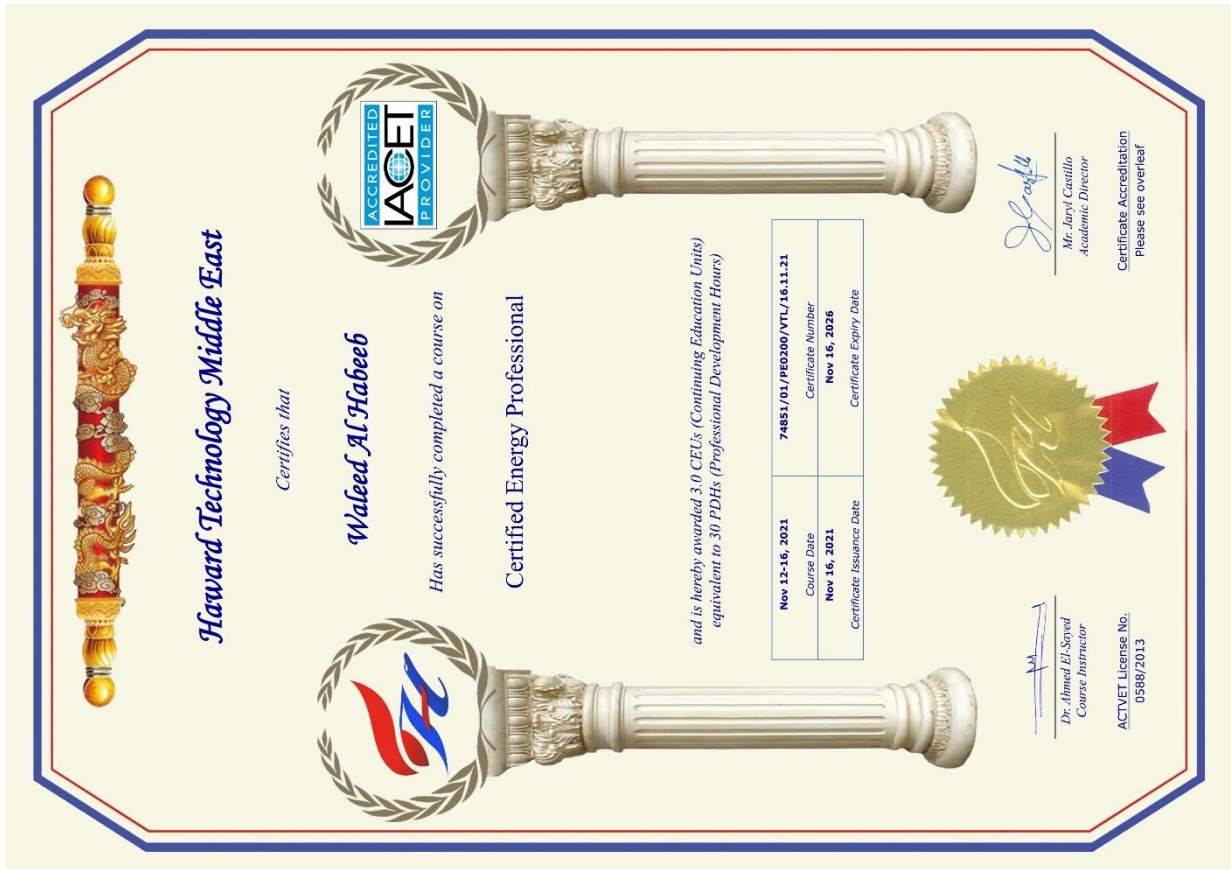 Haward Technology Middle East
Certifies that
Waleed Al Habeeb
Has successfully completed a course on
Certified Energy Professional
ACCREDITED
IACET
PROVIDER
and is hereby awarded 3.0 CEUs (Continuing Education Units)
equivalent to 30 PDHs (Professional Development Hours)
Nov 12-16, 2021
Course Date
74851/01/PE0200/VTL/16.11.21
Certificate Number
Nov 16, 2021
Certificate Issuance Date
Nov 16, 2026
Certificate Expiry Date
Dr. Ahmed El-Sayed
Course Instructor
ACTVET License No.
0588/2013
Mr. Jaryl Castillo
Academic Director
Certificate Accreditation
Please see overleaf